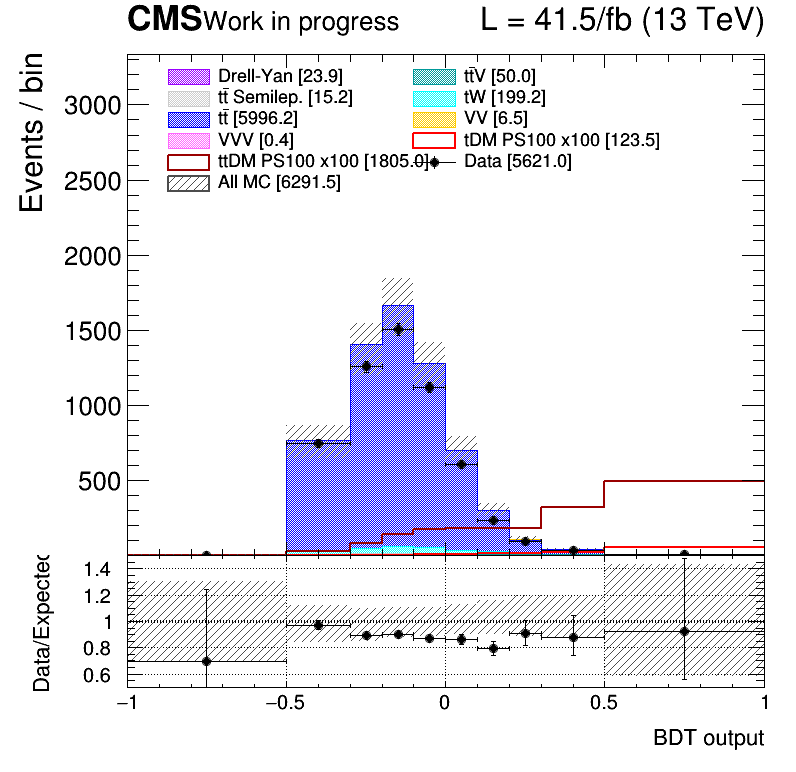 CMS Work in progress L = 41.5/fb (13 TeV)
Events / bin
Drell-Yan [23.9] tt̄V [50.0]
tt̄ Semilep. [15.2] tW [199.2]
tt̄ [5996.2] VV [6.5]
VVV [0.4] tDM PS100 x100 [123.5]
ttDM PS100 x100 [1805.0] Data [5621.0]
All MC [6291.5]
3000
2500
2000
1500
1000
500
Data/Expected
1.4
1.2
1
0.8
0.6
−1 −0.5 0 0.5 1
BDT output